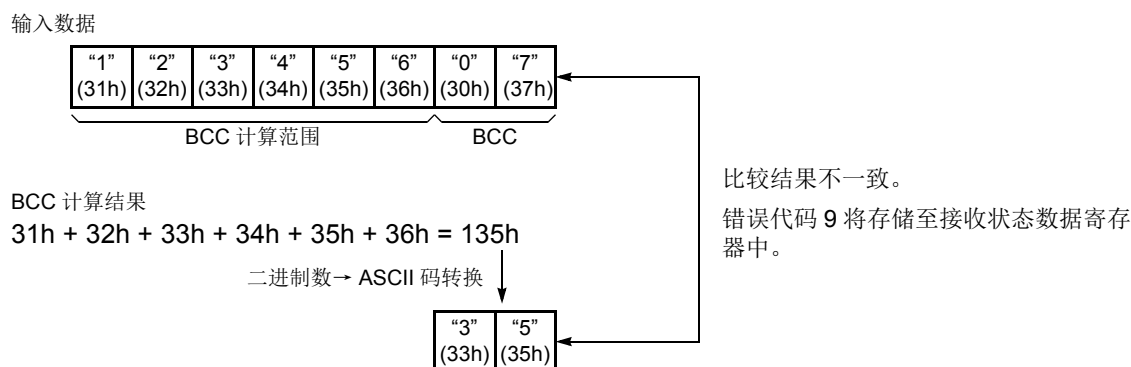 输入数据
“1” “2” “3” “4” “5” “6” “0” “7”
(31h) (32h) (33h) (34h) (35h) (36h) (30h) (37h)
BCC 计算范围 BCC
比较结果不一致。
错误代码 9 将存储至接收状态数据寄存
器中。
BCC 计算结果
31h + 32h + 33h + 34h + 35h + 36h = 135h
二进制数→ ASCII 码转换
“3” “5”
(33h) (35h)